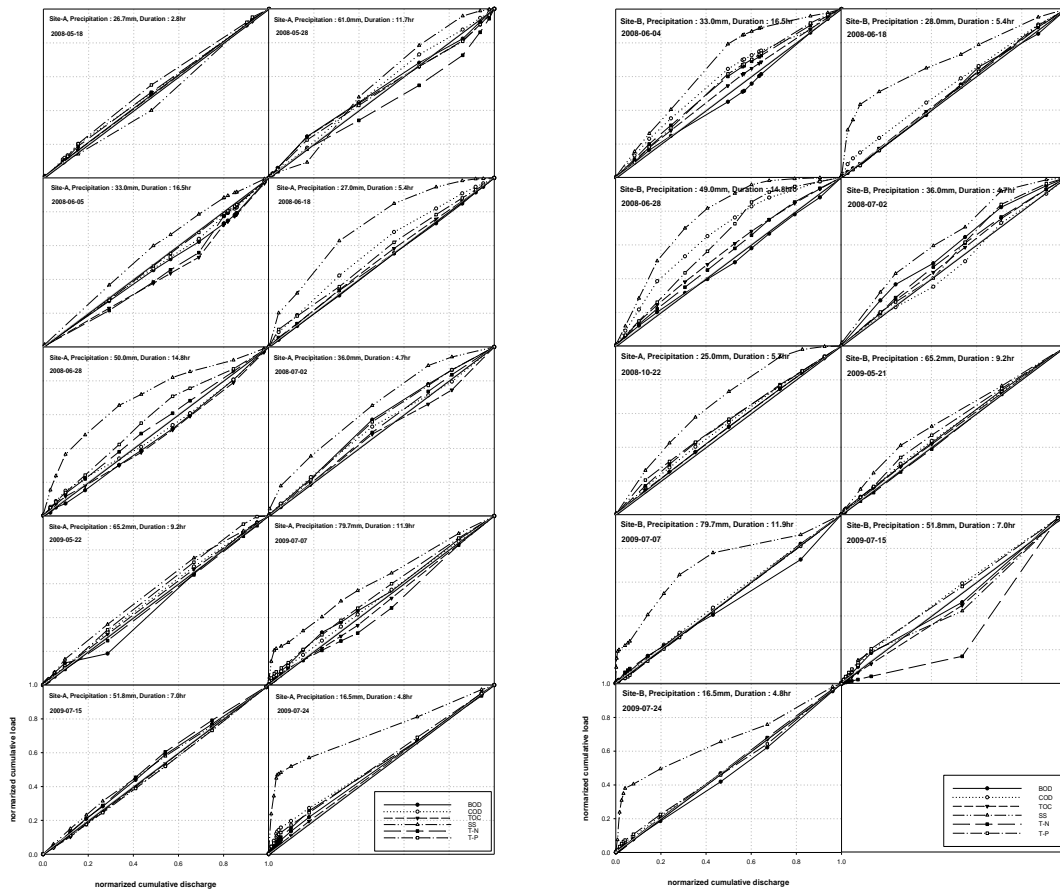 Site-A, Precipitation : 26.7mm, Duration : 2.8hr
2008-05-18
Site-A, Precipitation : 61.0mm, Duration : 11.7hr
2008-05-28
Site-A, Precipitation : 33.0mm, Duration : 16.5hr
2008-06-05
Site-A, Precipitation : 27.0mm, Duration : 5.4hr
2008-06-18
Site-A, Precipitation : 50.0mm, Duration : 14.8hr
2008-06-28
Site-A, Precipitation : 36.0mm, Duration : 4.7hr
2008-07-02
Site-A, Precipitation : 65.2mm, Duration : 9.2hr
2009-05-22
Site-A, Precipitation : 79.7mm, Duration : 11.9hr
2009-07-07
Site-A, Precipitation : 51.8mm, Duration : 7.0hr
2009-07-15
Site-A, Precipitation : 16.5mm, Duration : 4.8hr
2009-07-24
1.0
0.8
0.6
0.4
0.2
0.0
normarized cumulative load
0.0 0.2 0.4 0.6 0.8 1.0
normarized cumulative discharge
BOD
COD
TOC
SS
T-N
T-P
Site-B, Precipitation : 33.0mm, Duration : 16.5hr
2008-06-04
Site-B, Precipitation : 28.0mm, Duration : 5.4hr
2008-06-18
Site-B, Precipitation : 49.0mm, Duration : 14.8hr
2008-06-28
Site-B, Precipitation : 36.0mm, Duration : 4.7hr
2008-07-02
Site-A, Precipitation : 25.0mm, Duration : 5.7hr
2008-10-22
Site-B, Precipitation : 65.2mm, Duration : 9.2hr
2009-05-21
Site-B, Precipitation : 79.7mm, Duration : 11.9hr
2009-07-07
Site-B, Precipitation : 51.8mm, Duration : 7.0hr
2009-07-15
Site-B, Precipitation : 16.5mm, Duration : 4.8hr
2009-07-24
1.0
0.8
0.6
0.4
0.2
0.0
normarized cumulative load
0.0 0.2 0.4 0.6 0.8 1.0
normarized cumulative discharge
BOD
COD
TOC
SS
T-N
T-P